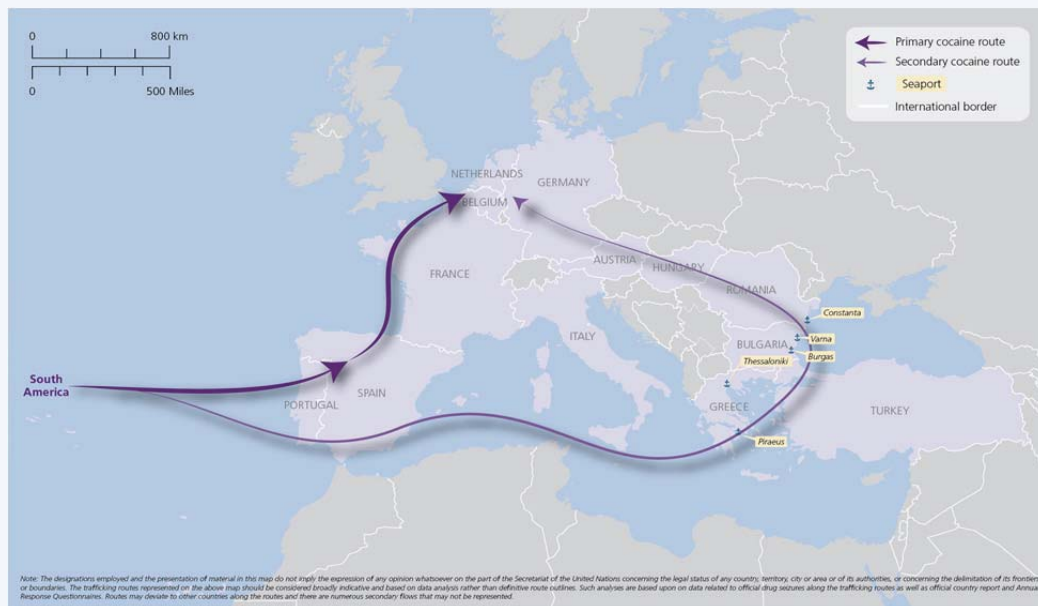 0 800 km
0 500 Miles
Primary cocaine route
Secondary cocaine route
Seaport
International border
NETHERLANDS
GERMANY
BELGIUM
FRANCE
AUSTRIA
HUNGARY
ROMANIA
Constanta
ITALY
BULGARIA
Varna
Burgas
Thessaloniki
South
America
PORTUGAL
SPAIN
GREECE
TURKEY
Piraeus
Note: The designations employed and the presentation of material in this map do not imply the expression of any opinion whatsoever on the part of the Secretariat of the United Nations concerning the legal status of any country, territory, city or area or of its authorities, or concerning the delimitation of its frontiers
or boundaries. The trafficking routes represented on the above map should be considered broadly indicative and based on data analysis rather than definitive route outlines. Such analyses are based upon on data related to official drug seizures along the trafficking routes as well as official country report and Annual
Response Questionnaires. Routes may deviate to other countries along the routes and there are numerous secondary flows that may not be represented.